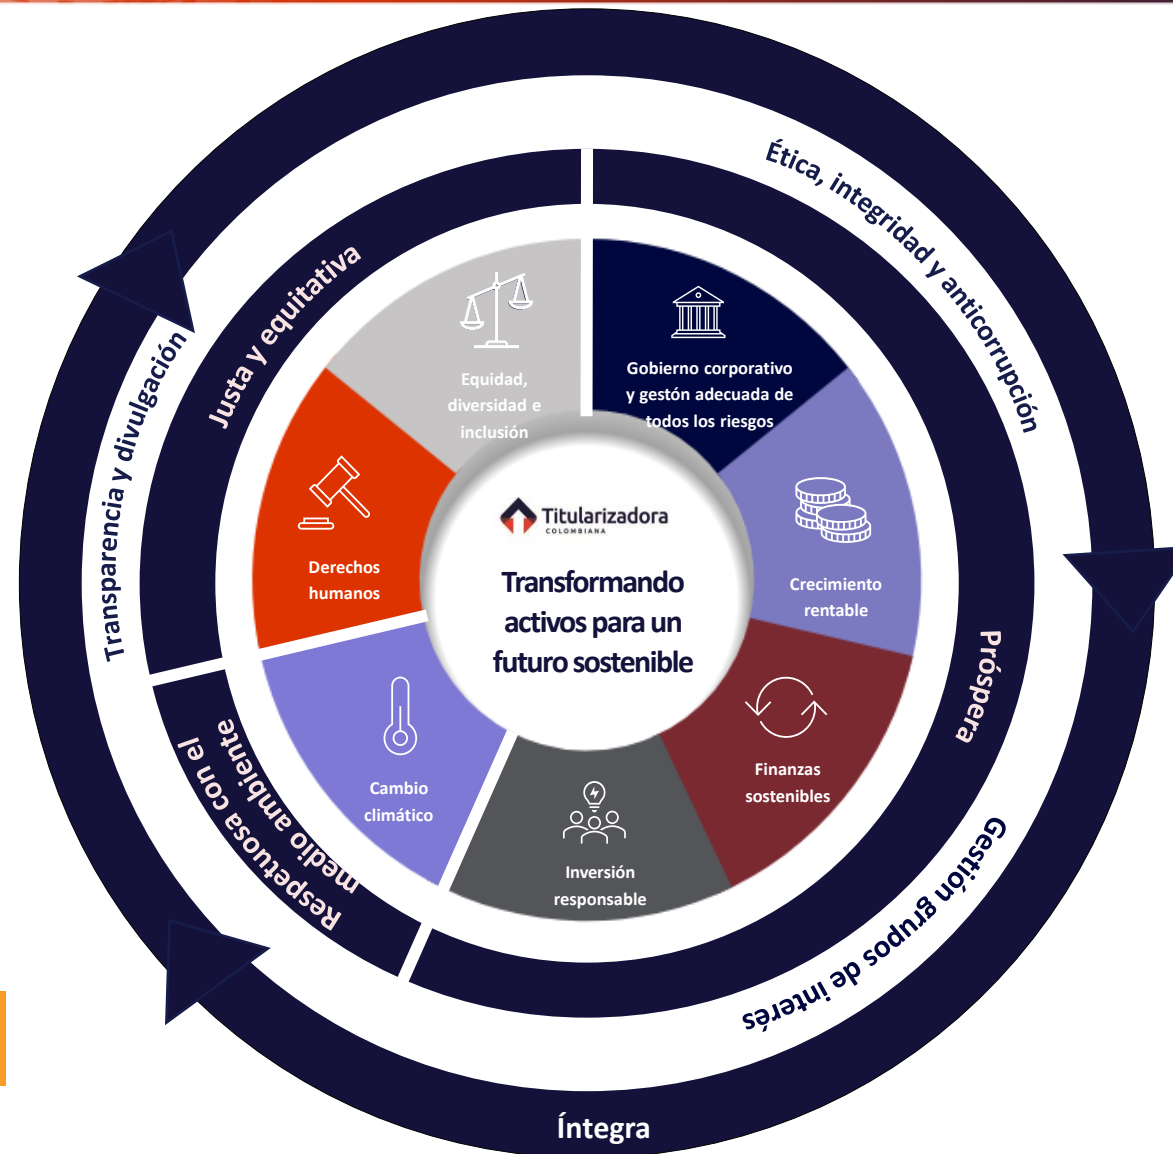 Ética, integridad y anticorrupción
Justa y equitativa
Transparencia y divulgación
Equidad,
diversidad e
inclusión
Gobierno corporativo
y gestón adecuada de
todos los riesgos
Derechos
humanos
Titularizadora
COLOMBIANA
Transformando
activos para un
futuro sostenible
Crecimiento
rentable
Próspera
Respetuosa con el
medio ambiente
Cambio
climático
Finanzas
sostenibles
Inversión
responsable
Gestión grupos de interés
Íntegra